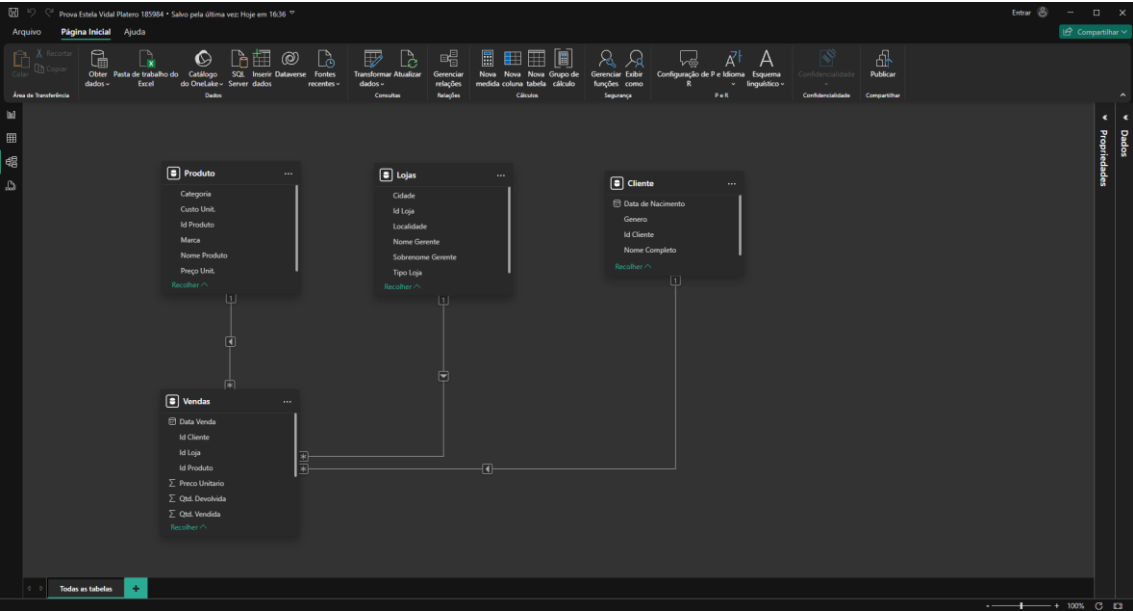 Prova Estela Vidal Platero 185984 • Salvo pela última vez: Hoje em 16:36
Entrar
Arquivo Página Inicial Ajuda
Compartilhar
Colar
Recortar
Copiar
Obter dados
Pasta de trabalho do Excel
Catálogo do OneLake
SQL Server
Inserir dados
Dataverse
Fontes recentes
Transformar dados
Atualizar
Gerenciar relações
Nova medida
Nova coluna
Nova tabela
Grupo de cálculo
Gerenciar funções
Exibir como
Configuração de P e R
Idioma
Esquema linguístico
Confidencialidade
Publicar
Área de Transferência
Dados
Consultas
Relações
Cálculos
Segurança
P e R
Confidencialidade
Compartilhar
Propriedades
Dados
Produto
Categoria
Custo Unit.
Id Produto
Marca
Nome Produto
Preço Unit.
Recolher
1
*
Lojas
Cidade
Id Loja
Localidade
Nome Gerente
Sobrenome Gerente
Tipo Loja
Recolher
1
*
Cliente
Data de Nacimento
Genero
Id Cliente
Nome Completo
Recolher
1
*
Vendas
Data Venda
Id Cliente
Id Loja
Id Produto
∑ Preco Unitario
∑ Qtd. Devolvida
∑ Qtd. Vendida
Recolher
Todas as tabelas +
- + 100%